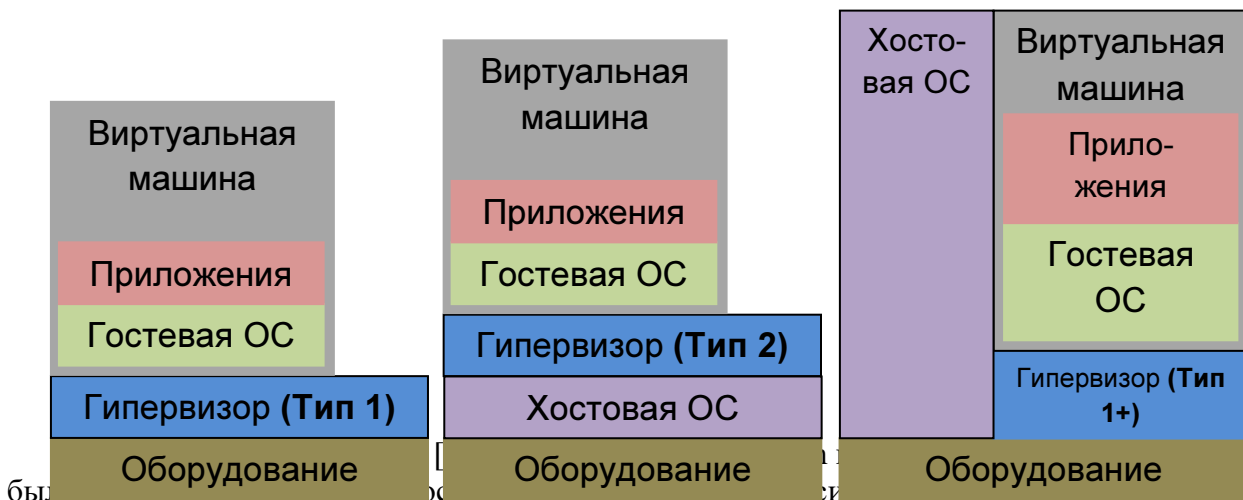 Виртуальная
машина
Приложения
Гостевая ОС
Гипервизор (Тип 1)
Оборудование
Виртуальная
машина
Приложения
Гостевая ОС
Гипервизор (Тип 2)
Хостовая ОС
Хосто-
вая ОС
Виртуальная
машина
Прило-
жения
Гостевая
ОС
Гипервизор (Тип
1+)
Оборудование